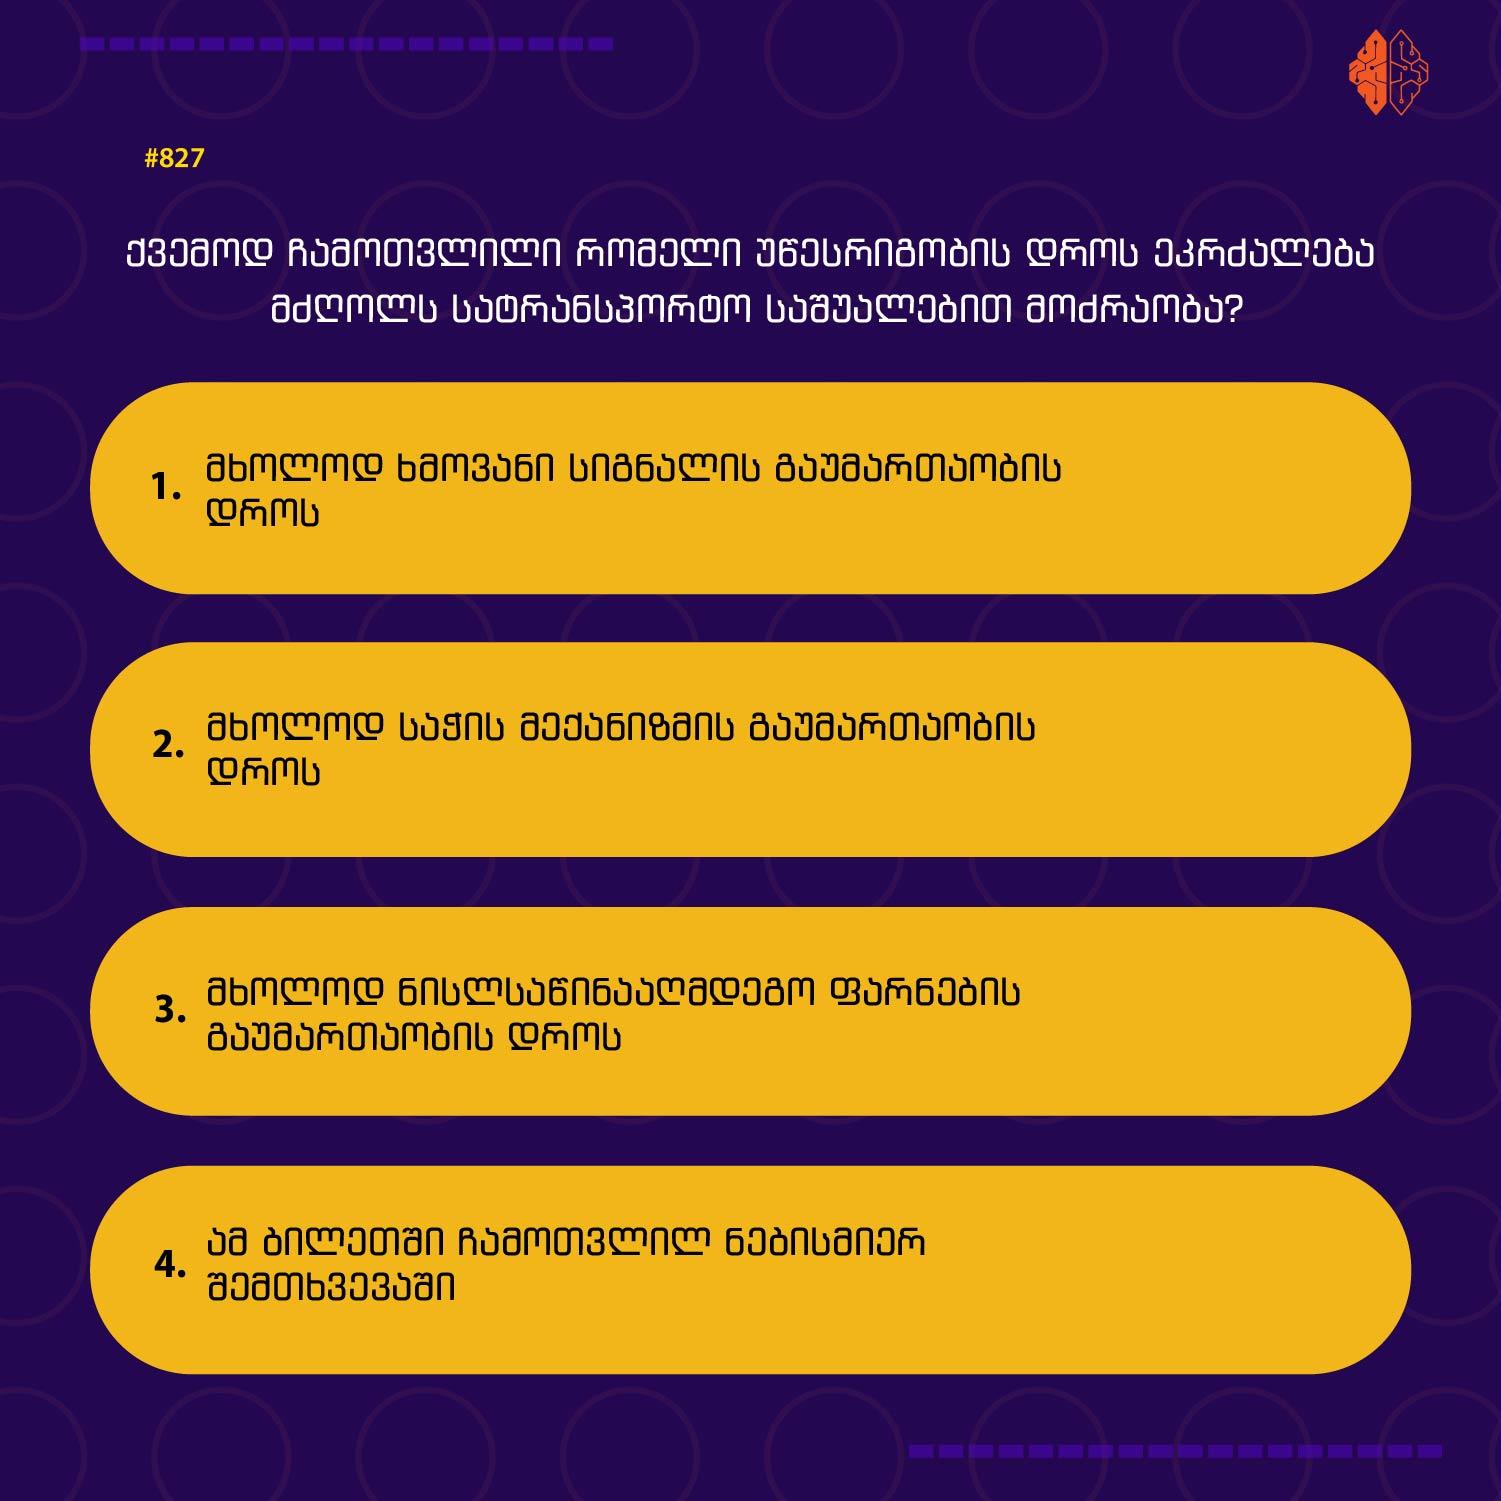 #827
ქვემოდ ჩამოთვლილი რომელი უწესრიგობის დროს ეკრძალება
მძღოლს სატრანსპორტო საშუალებით მოძრაობა?
1. მხოლოდ ხმოვანი სიგნალის გაუმართაობის
დროს
2. მხოლოდ საჭის მექანიზმის გაუმართაობის
დროს
3. მხოლოდ ნისლსაწინააღმდეგო ფარნების
გაუმართაობის დროს
4. ამ ბილეთში ჩამოთვლილ ნებისმიერ
შემთხვევაში